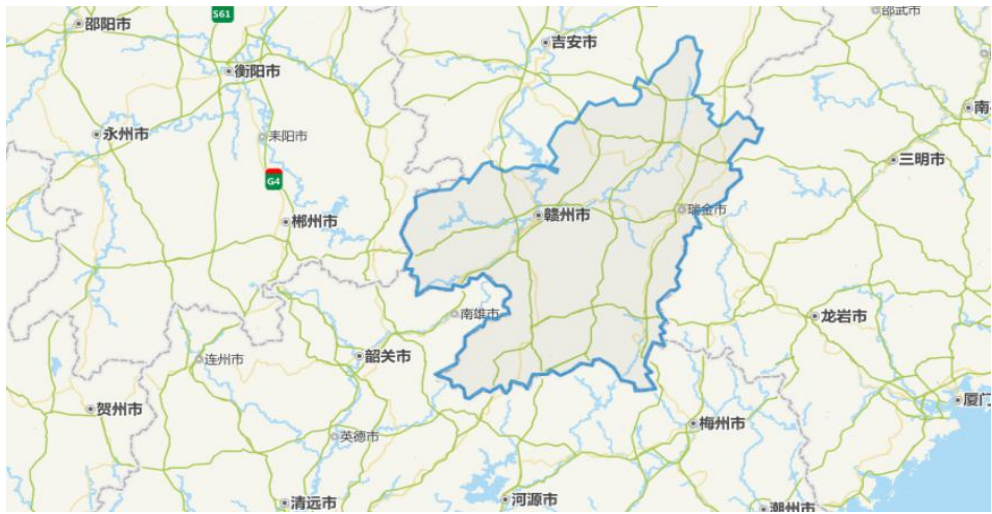 S61
邵阳市
邵武市
吉安市
衡阳市
南
永州市
耒阳市
三明市
G4
瑞金市
赣州市
郴州市
南雄市
龙岩市
韶关市
连州市
厦门
贺州市
梅州市
英德市
清远市
河源市
潮州市